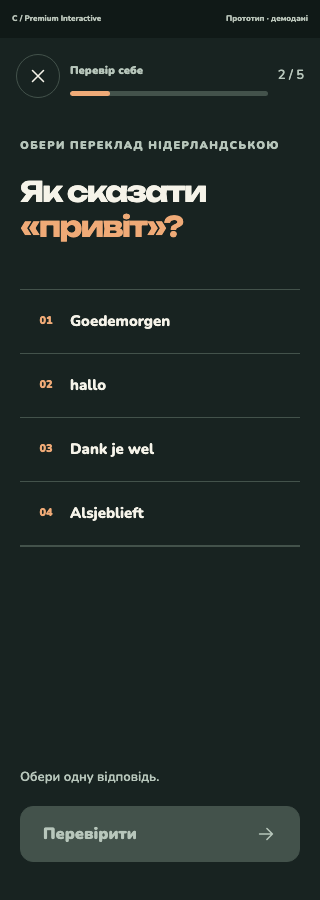 C / Premium Interactive
Прототип · демодані
Перевір себе
2 / 5
ОБЕРИ ПЕРЕКЛАД НІДЕРЛАНДСЬКОЮ
Як сказати
«привіт»?
01 Goedemorgen
02 hallo
03 Dank je wel
04 Alsjeblieft
Обери одну відповідь.
Перевірити